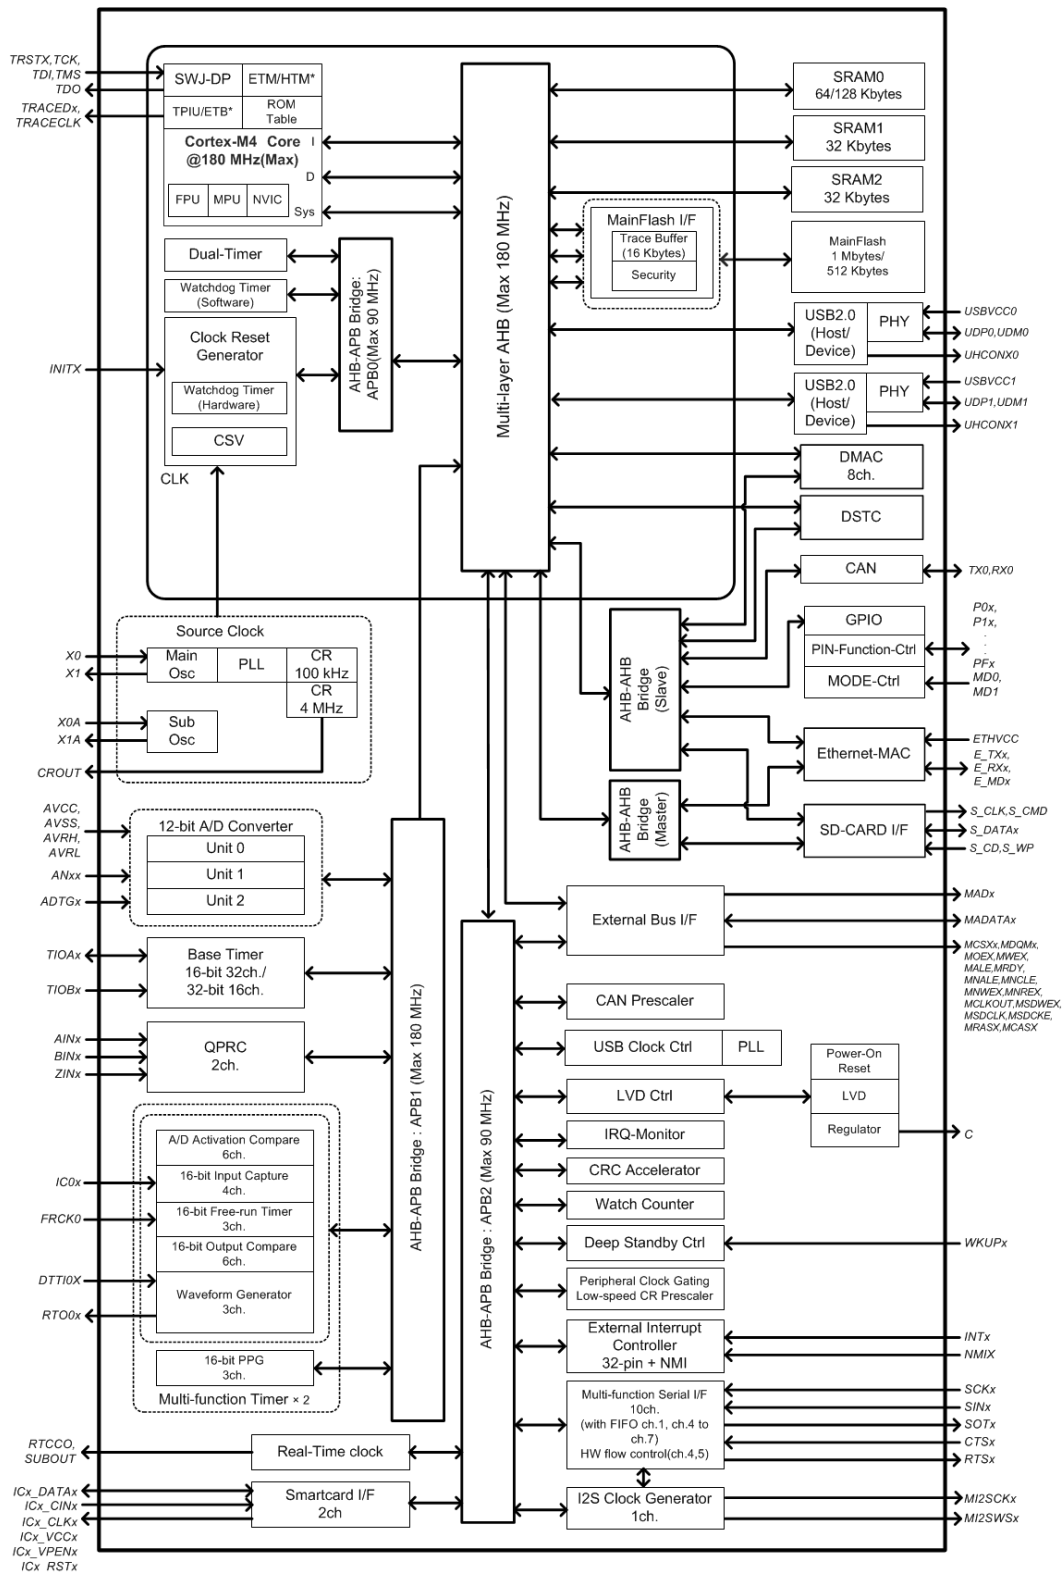 TRSTX,TCK,
TDI,TMS
TDO
TRACEDx,
TRACECLK
SWJ-DP
ETM/HTM*
TPIU/ETB*
ROM
Table
Cortex-M4 Core
@180 MHz(Max)
I
D
Sys
FPU
MPU
NVIC
Dual-Timer
Watchdog Timer
(Software)
Clock Reset
Generator
Watchdog Timer
(Hardware)
CSV
CLK
INITX
AHB-APB Bridge:
APB0(Max 90 MHz)
Multi-layer AHB (Max 180 MHz)
MainFlash I/F
Trace Buffer
(16 Kbytes)
Security
SRAM0
64/128 Kbytes
SRAM1
32 Kbytes
SRAM2
32 Kbytes
MainFlash
1 Mbytes/
512 Kbytes
USB2.0
(Host/
Device)
PHY
USBVCC0
UDP0,UDM0
UHCONX0
USB2.0
(Host/
Device)
PHY
USBVCC1
UDP1,UDM1
UHCONX1
DMAC
8ch.
DSTC
CAN
TX0,RX0
GPIO
PIN-Function-Ctrl
MODE-Ctrl
P0x,
P1x,
.
.
.
PFx
MD0,
MD1
AHB-AHB
Bridge
(Slave)
AHB-AHB
Bridge
(Master)
Ethernet-MAC
ETHVCC
E_TXx,
E_RXx,
E_MDx
SD-CARD I/F
S_CLK,S_CMD
S_DATAx
S_CD,S_WP
Source Clock
X0
X1
Main
Osc
PLL
CR
100 kHz
CR
4 MHz
X0A
X1A
Sub
Osc
CROUT
AVCC,
AVSS,
AVRH,
AVRL
ANxx
ADTGx
12-bit A/D Converter
Unit 0
Unit 1
Unit 2
TIOAx
TIOBx
Base Timer
16-bit 32ch./
32-bit 16ch.
AINx
BINx
ZINx
QPRC
2ch.
A/D Activation Compare
6ch.
IC0x
16-bit Input Capture
4ch.
FRCK0
16-bit Free-run Timer
3ch.
16-bit Output Compare
6ch.
DTTI0X
RTO0x
Waveform Generator
3ch.
16-bit PPG
3ch.
Multi-function Timer × 2
AHB-APB Bridge : APB1 (Max 180 MHz)
AHB-APB Bridge : APB2 (Max 90 MHz)
RTCCO,
SUBOUT
Real-Time clock
ICx_DATAx
ICx_CINx
ICx_CLKx
ICx_VCCx
ICx_VPENx
ICx_RSTx
Smartcard I/F
2ch
External Bus I/F
MADx
MADATAx
MCSXx,MDQMx,
MOEX,MWEX,
MALE,MRDY,
MNALE,MNCLE,
MNWEX,MNREX,
MCLKOUT,MSDWEX,
MSDCLK,MSDCKE,
MRASX,MCASX
CAN Prescaler
USB Clock Ctrl
PLL
LVD Ctrl
Power-On
Reset
LVD
Regulator
C
IRQ-Monitor
CRC Accelerator
Watch Counter
Deep Standby Ctrl
WKUPx
Peripheral Clock Gating
Low-speed CR Prescaler
External Interrupt
Controller
32-pin + NMI
INTx
NMIX
Multi-function Serial I/F
10ch.
(with FIFO ch.1, ch.4 to
ch.7)
HW flow control(ch.4,5)
SCKx
SINx
SOTx
CTSx
RTSx
I2S Clock Generator
1ch.
MI2SCKx
MI2SWSx